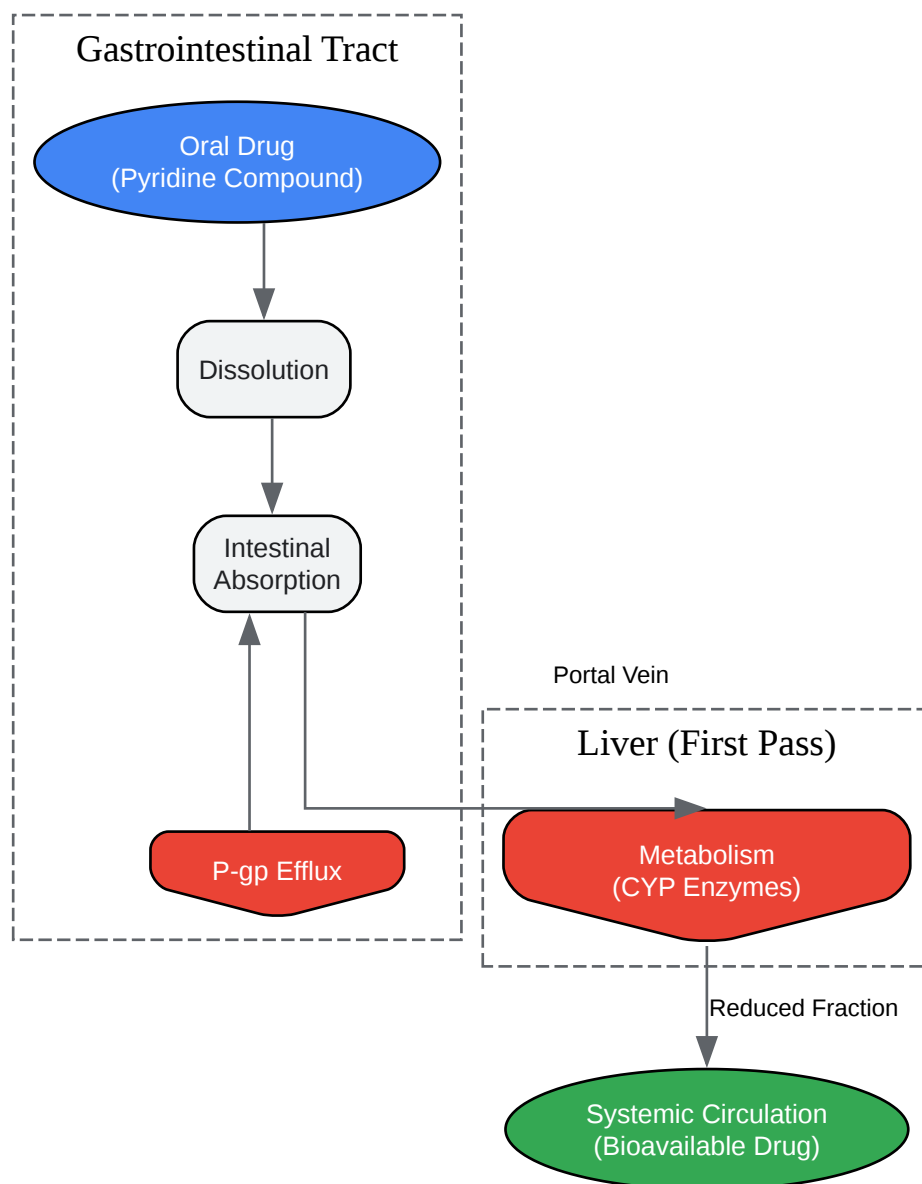 Gastrointestinal Tract
Oral Drug
(Pyridine Compound)
Dissolution
Intestinal
Absorption
P-gp Efflux
Portal Vein
Liver (First Pass)
Metabolism
(CYP Enzymes)
Reduced Fraction
Systemic Circulation
(Bioavailable Drug)